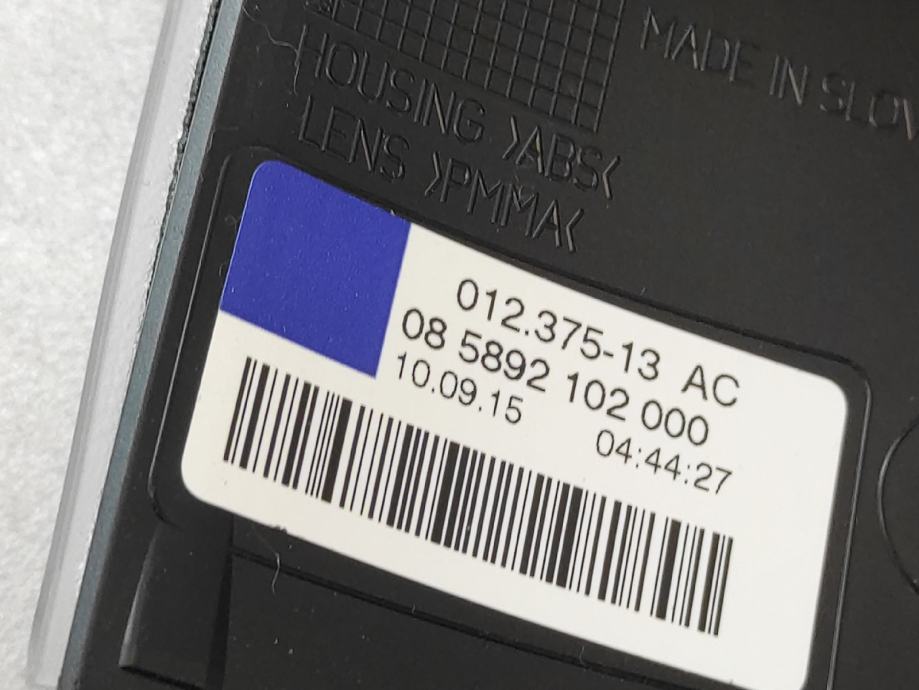 MADE IN SLOV
HOUSING >ABS<
LENS >PMMA<
012.375-13 AC
08 5892 102 000
10.09.15 04:44:27